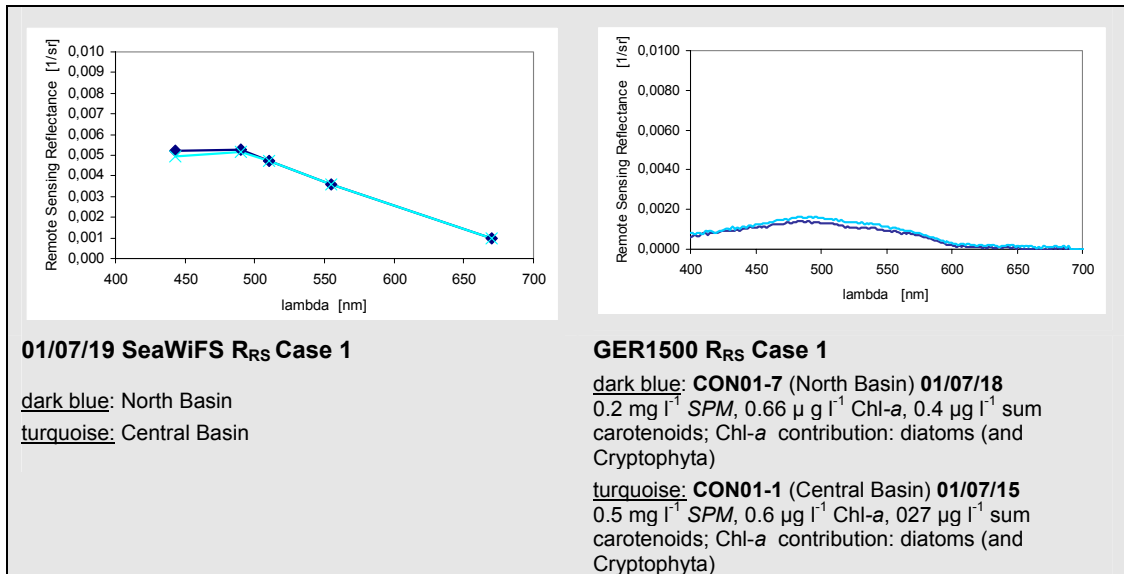 Remote Sensing Reflectance [1/sr]
0,010
0,009
0,008
0,007
0,006
0,005
0,004
0,003
0,002
0,001
0,000
400 450 500 550 600 650 700
lambda [nm]
01/07/19 SeaWiFS RRS Case 1
dark blue: North Basin
turquoise: Central Basin
Remote Sensing Reflectance [1/sr]
0,0100
0,0080
0,0060
0,0040
0,0020
0,0000
400 450 500 550 600 650 700
lambda [nm]
GER1500 RRS Case 1
dark blue: CON01-7 (North Basin) 01/07/18
0.2 mg l-1 SPM, 0.66 µ g l-1 Chl-a, 0.4 µg l-1 sum
carotenoids; Chl-a contribution: diatoms (and
Cryptophyta)
turquoise: CON01-1 (Central Basin) 01/07/15
0.5 mg l-1 SPM, 0.6 µg l-1 Chl-a, 027 µg l-1 sum
carotenoids; Chl-a contribution: diatoms (and
Cryptophyta)